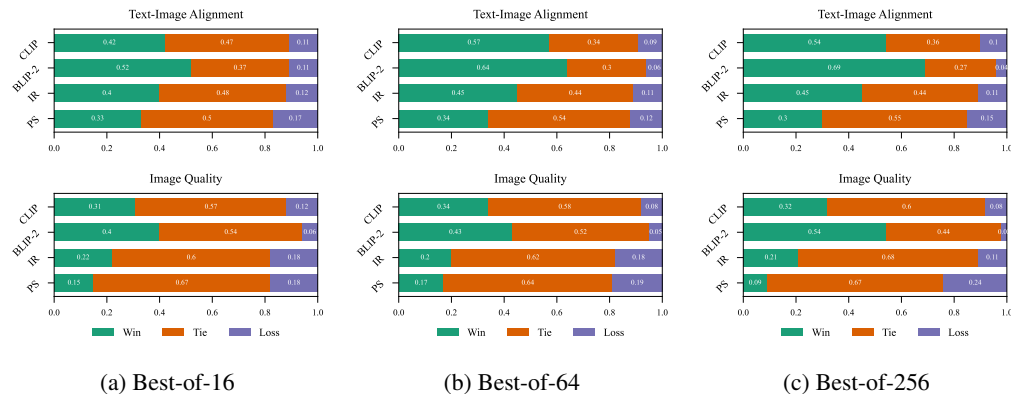 Text-Image Alignment
CLIP 0.42 0.47 0.11
BLIP-2 0.52 0.37 0.11
IR 0.4 0.48 0.12
PS 0.33 0.5 0.17
0.0 0.2 0.4 0.6 0.8 1.0
Image Quality
CLIP 0.31 0.57 0.12
BLIP-2 0.4 0.54 0.06
IR 0.22 0.6 0.18
PS 0.15 0.67 0.18
0.0 0.2 0.4 0.6 0.8 1.0
Win Tie Loss
(a) Best-of-16
Text-Image Alignment
CLIP 0.57 0.34 0.09
BLIP-2 0.64 0.3 0.06
IR 0.45 0.44 0.11
PS 0.34 0.54 0.12
0.0 0.2 0.4 0.6 0.8 1.0
Image Quality
CLIP 0.34 0.58 0.08
BLIP-2 0.43 0.52 0.05
IR 0.2 0.62 0.18
PS 0.17 0.64 0.19
0.0 0.2 0.4 0.6 0.8 1.0
Win Tie Loss
(b) Best-of-64
Text-Image Alignment
CLIP 0.54 0.36 0.1
BLIP-2 0.69 0.27 0.04
IR 0.45 0.44 0.11
PS 0.3 0.55 0.15
0.0 0.2 0.4 0.6 0.8 1.0
Image Quality
CLIP 0.32 0.6 0.08
BLIP-2 0.54 0.44
IR 0.21 0.68 0.11
PS 0.09 0.67 0.24
0.0 0.2 0.4 0.6 0.8 1.0
Win Tie Loss
(c) Best-of-256